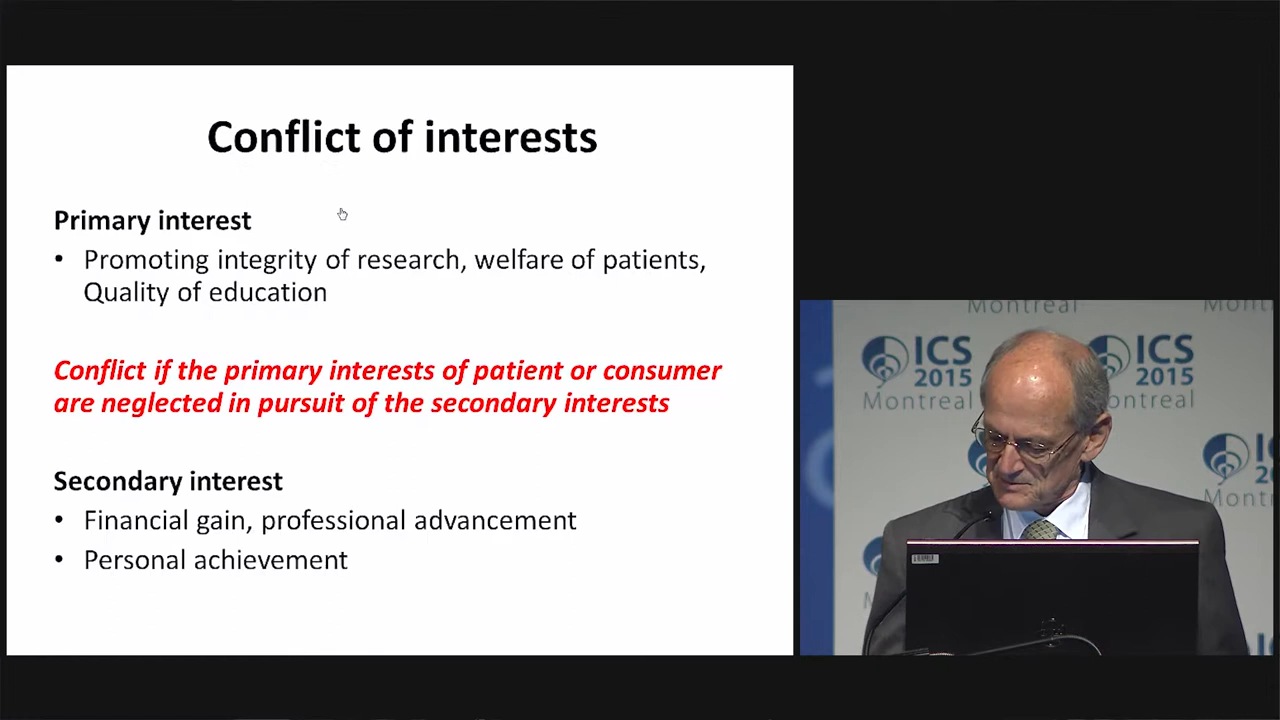 Conflict of interests
Primary interest
• Promoting integrity of research, welfare of patients,
Quality of education
Conflict if the primary interests of patient or consumer
are neglected in pursuit of the secondary interests
Secondary interest
• Financial gain, professional advancement
• Personal achievement
Montreal
ICS
2015
Montreal
ICS
2015
ontreal